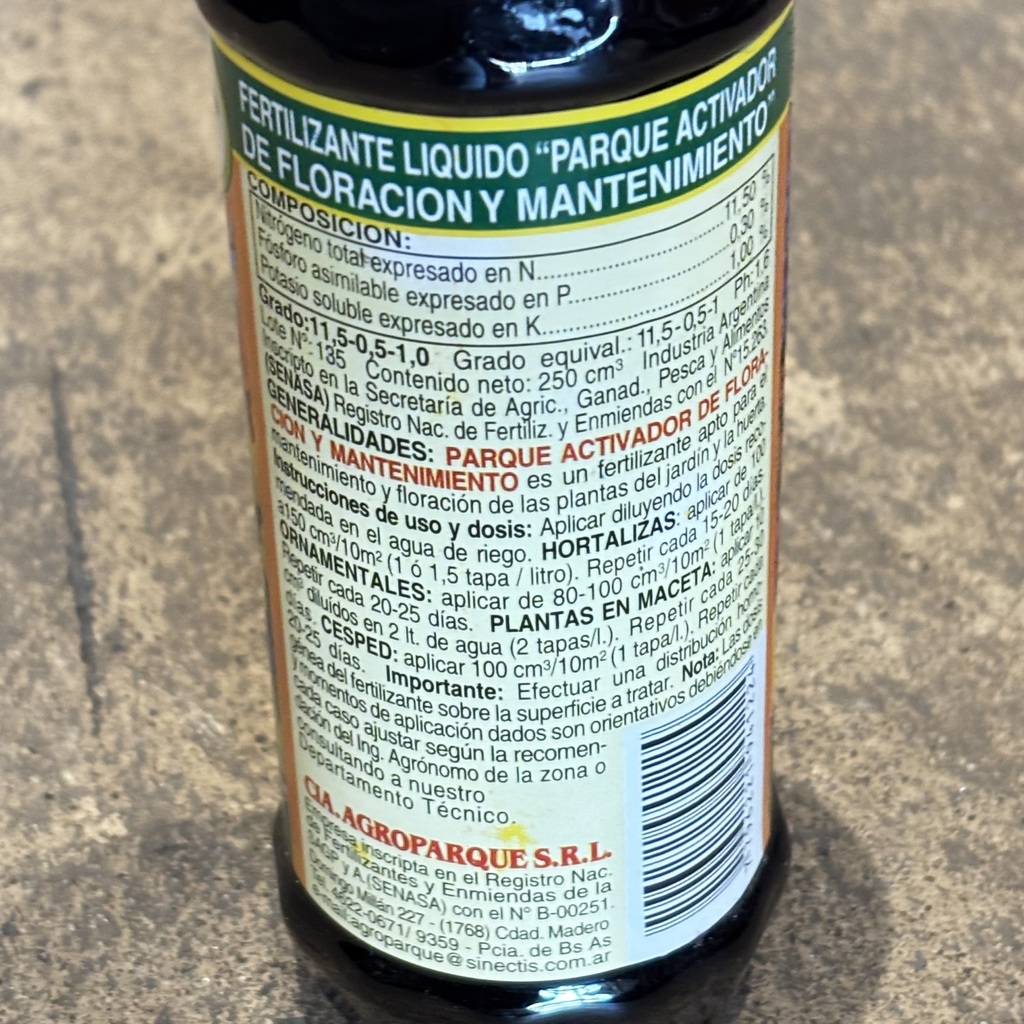 FERTILIZANTE LIQUIDO “PARQUE ACTIVADOR
DE FLORACION Y MANTENIMIENTO”
COMPOSICION:
Nitrógeno total expresado en N..................11,50 %
Fósforo asimilable expresado en P..................0,30 %
Potasio soluble expresado en K..................1,00 %
Grado:11,5-0,5-1,0 Grado equival.: 11,5-0,5-1 Ph:1,6
Lote Nº: 135 Contenido neto: 250 cm³ Industria Argentina
Inscripto en la Secretaría de Agric., Ganad., Pesca y Alimentos
(SENASA) Registro Nac. de Fertiliz. y Enmiendas con el Nº15.263.
GENERALIDADES: PARQUE ACTIVADOR DE FLORA-
CION Y MANTENIMIENTO es un fertilizante apto para el
mantenimiento y floración de las plantas del jardín y la huerta.
Instrucciones de uso y dosis: Aplicar diluyendo la dosis reco-
mendada en el agua de riego. HORTALIZAS: aplicar de 100
a150 cm³/10m² (1 ó 1,5 tapa / litro). Repetir cada 15-20 días
ORNAMENTALES: aplicar de 80-100 cm³/10m² (1 tapa/l.).
Repetir cada 20-25 días. PLANTAS EN MACETA: aplicar 10
cm³ diluídos en 2 lt. de agua (2 tapas/l.). Repetir cada 25-3
días. CESPED: aplicar 100 cm³/10m² (1 tapa/l.). Repetir cada
20-25 días. Importante: Efectuar una distribución homo-
génea del fertilizante sobre la superficie a tratar. Nota: Las dosis
y momentos de aplicación dados son orientativos debiendose
cada caso ajustar según la recomen-
dación del Ing. Agrónomo de la zona o
consultando a nuestro
Departamento Técnico.
CIA. AGROPARQUE S.R.L.
Empresa inscripta en el Registro Nac.
de Fertilizantes y Enmiendas de la
SAGP y A.(SENASA) con el Nº B-00251.
Domingo Millán 227 - (1768) Cdad. Madero
4622-0671/ 9359 - Pcia. de Bs As
agroparque@sinectis.com.ar